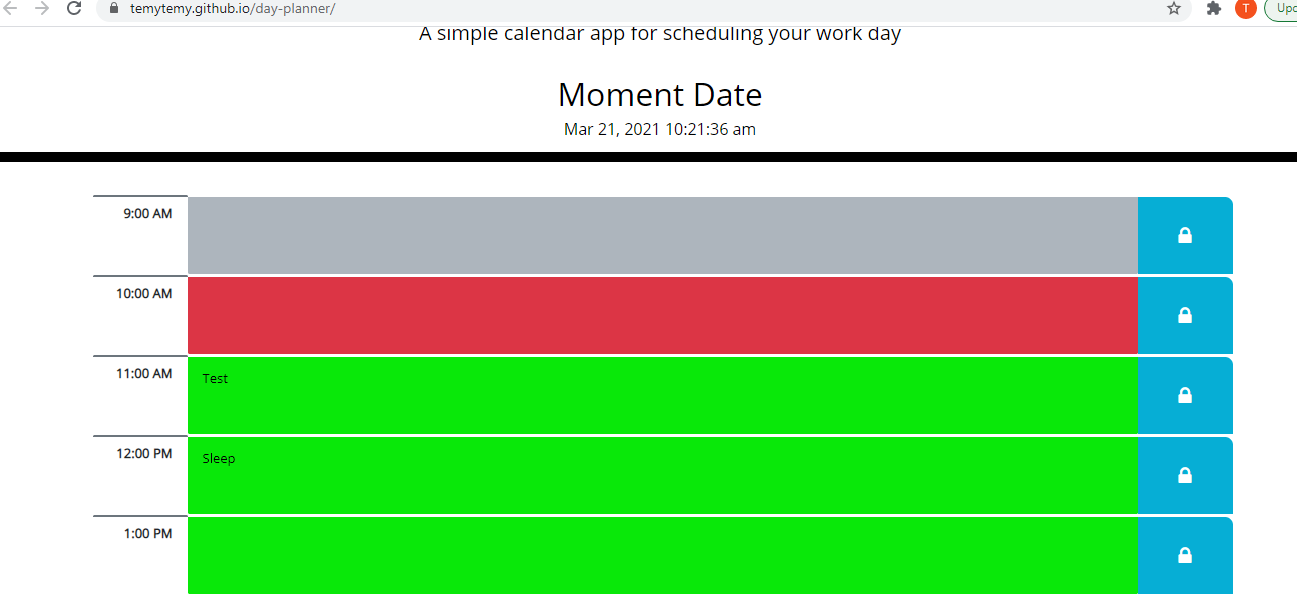 temytemy.github.io/day-planner/
T
A simple calendar app for scheduling your work day
Moment Date
Mar 21, 2021 10:21:36 am
9:00 AM
10:00 AM
11:00 AM
Test
12:00 PM
Sleep
1:00 PM